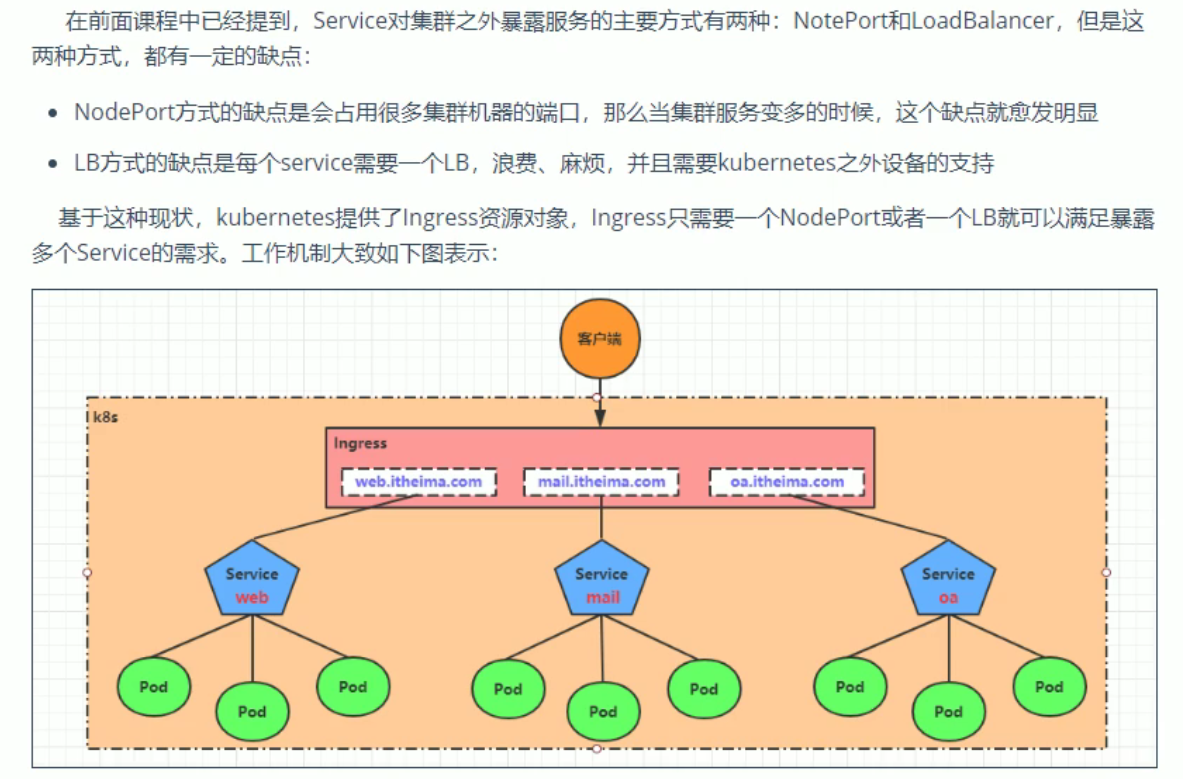 在前面课程中已经提到，Service对集群之外暴露服务的主要方式有两种：NotePort和LoadBalancer，但是这
两种方式，都有一定的缺点：
NodePort方式的缺点是会占用很多集群机器的端口，那么当集群服务变多的时候，这个缺点就愈发明显
LB方式的缺点是每个service需要一个LB，浪费、麻烦，并且需要kubernetes之外设备的支持
基于这种现状，kubernetes提供了Ingress资源对象，Ingress只需要一个NodePort或者一个LB就可以满足暴露
多个Service的需求。工作机制大致如下图表示：
客户端
k8s
Ingress
web.itheima.com mail.itheima.com oa.itheima.com
Service Service Service
web mail oa
Pod Pod Pod Pod Pod Pod
Pod Pod Pod